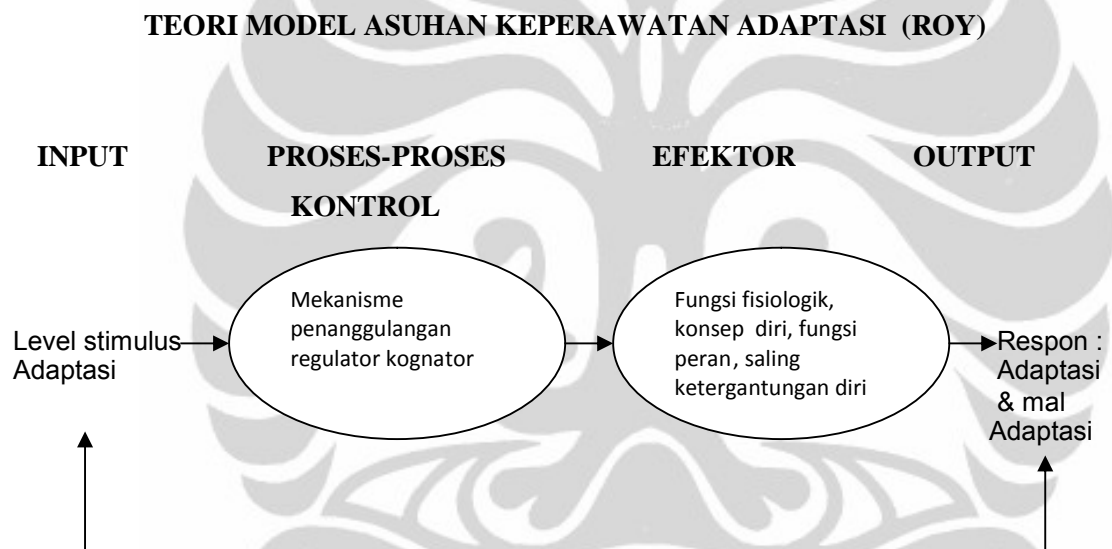 TEORI MODEL ASUHAN KEPERAWATAN ADAPTASI (ROY)
INPUT
PROSES-PROSES
KONTROL
EFEKTOR
OUTPUT
Level stimulus
Adaptasi
Mekanisme
penanggulangan
regulator kognator
Fungsi fisiologik,
konsep diri, fungsi
peran, saling
ketergantungan diri
Respon :
Adaptasi
& mal
Adaptasi